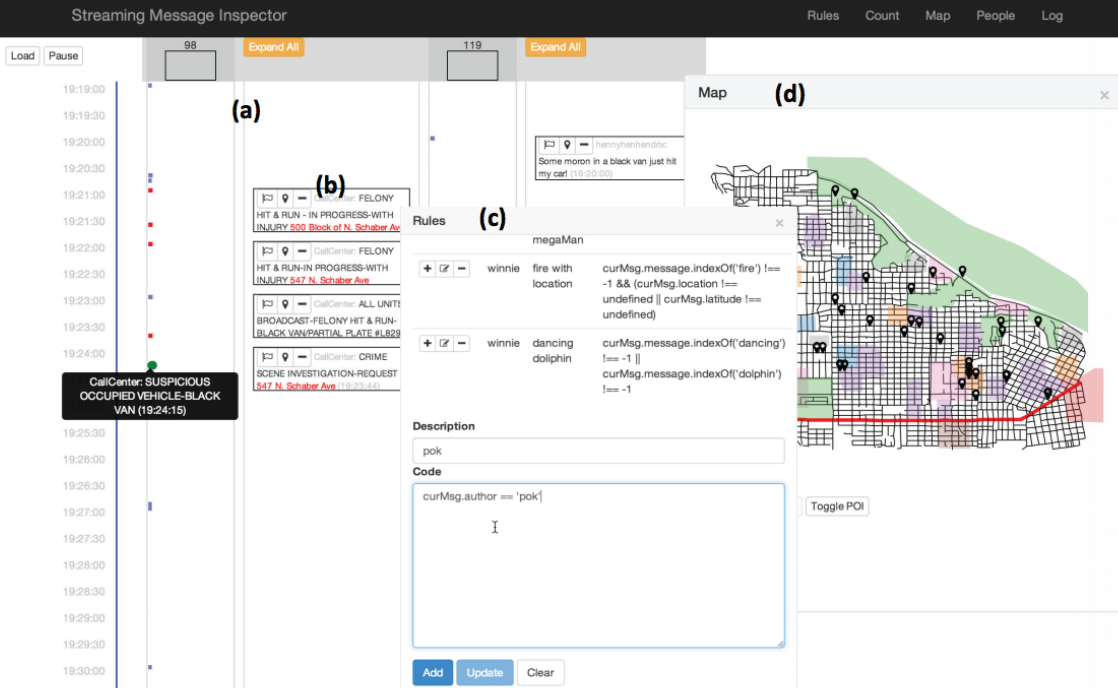 Streaming Message Inspector
Rules Count Map People Log
Load Pause
98 Expand All 119 Expand All
19:19:00
19:19:30
19:20:00
19:20:30
19:21:00
19:21:30
19:22:00
19:22:30
19:23:00
19:23:30
19:24:00
19:25:30
19:26:00
19:26:30
19:27:00
19:27:30
19:28:00
19:28:30
19:29:00
19:29:30
19:30:00
CallCenter: SUSPICIOUS
OCCUPIED VEHICLE-BLACK
VAN (19:24:15)
(a)
(b)
CallCenter: FELONY
HIT & RUN - IN PROGRESS-WITH
INJURY 500 Block of N. Schaber Av
CallCenter: FELONY
HIT & RUN-IN PROGRESS-WITH
INJURY 547 N. Schaber Ave
CallCenter: ALL UNITS
BROADCAST-FELONY HIT & RUN-
BLACK VAN/PARTIAL PLATE #L829
CallCenter: CRIME
SCENE INVESTIGATION-REQUEST
547 N. Schaber Ave (19:23:44)
hennyhenhendrix:
Some moron in a black van just hit
my car! (19:20:00)
Rules (c) ×
megaMan
winnie fire with
location
curMsg.message.indexOf('fire') !==
-1 && (curMsg.location !==
undefined || curMsg.latitude !==
undefined)
winnie dancing
doliphin
curMsg.message.indexOf('dancing')
!== -1 ||
curMsg.message.indexOf('dolphin')
!== -1
Description
pok
Code
curMsg.author == 'pok'
Add Update Clear
Map (d) ×
Toggle POI